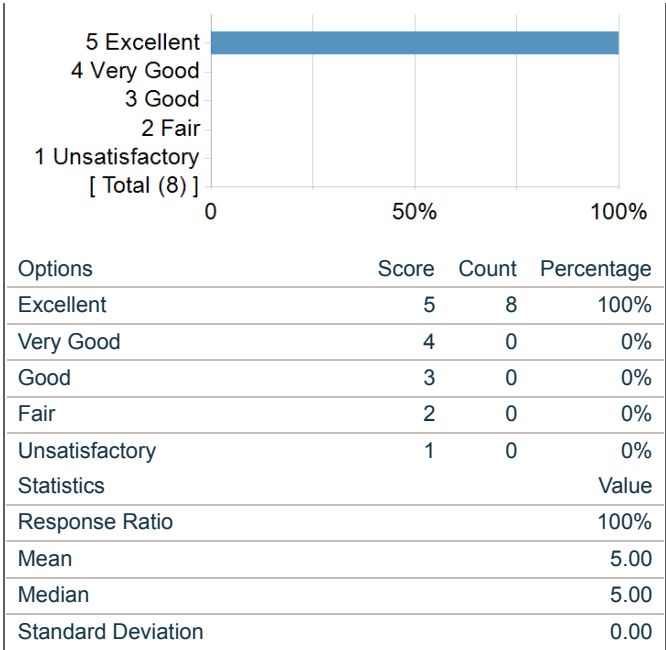 5 Excellent
4 Very Good
3 Good
2 Fair
1 Unsatisfactory
[ Total (8) ]
0 50% 100%
Options Score Count Percentage
Excellent 5 8 100%
Very Good 4 0 0%
Good 3 0 0%
Fair 2 0 0%
Unsatisfactory 1 0 0%
Statistics Value
Response Ratio 100%
Mean 5.00
Median 5.00
Standard Deviation 0.00